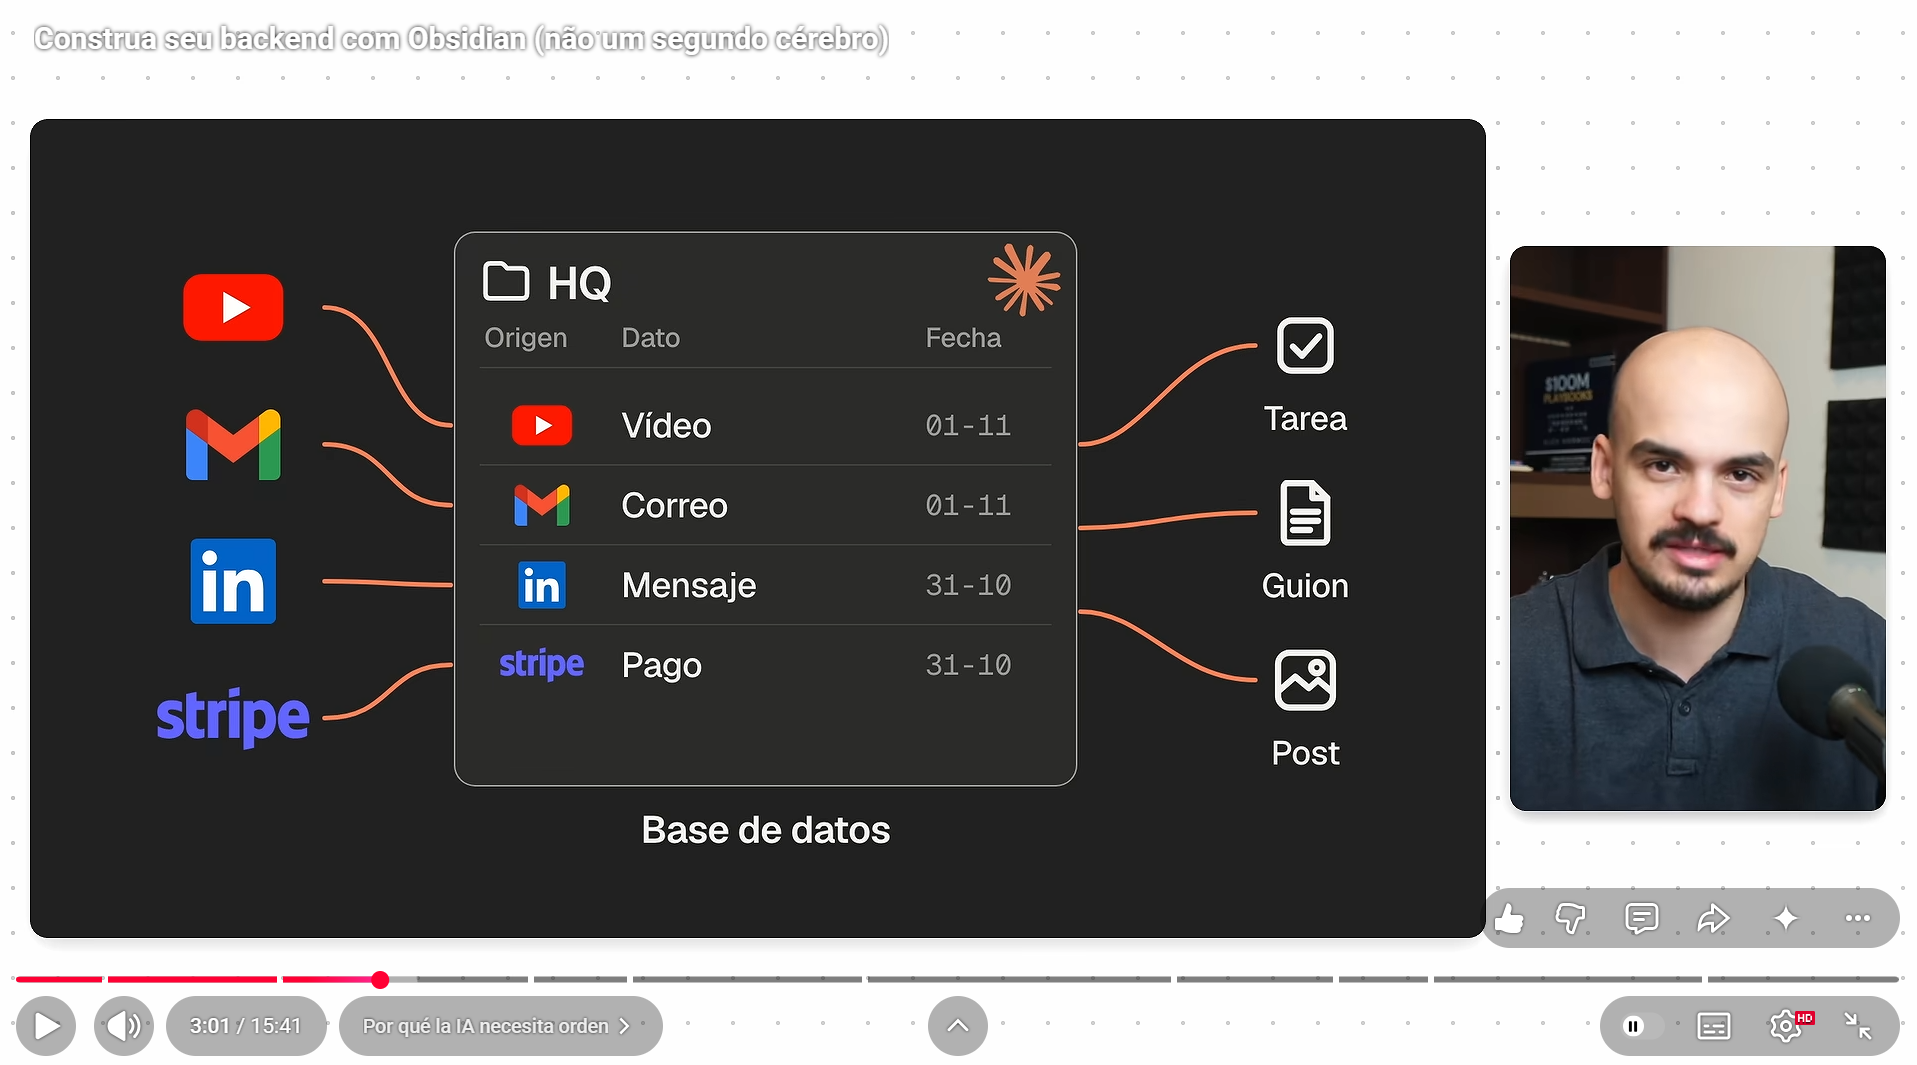 Construa seu backend com Obsidian (não um segundo cérebro)
HQ
Origen Dato Fecha
Vídeo 01-11
Correo 01-11
in Mensaje 31-10
stripe Pago 31-10
in
stripe
Tarea
Guion
Post
Base de datos
$100M
PLAYBOOKS
3:01 / 15:41
Por qué la IA necesita orden
HD